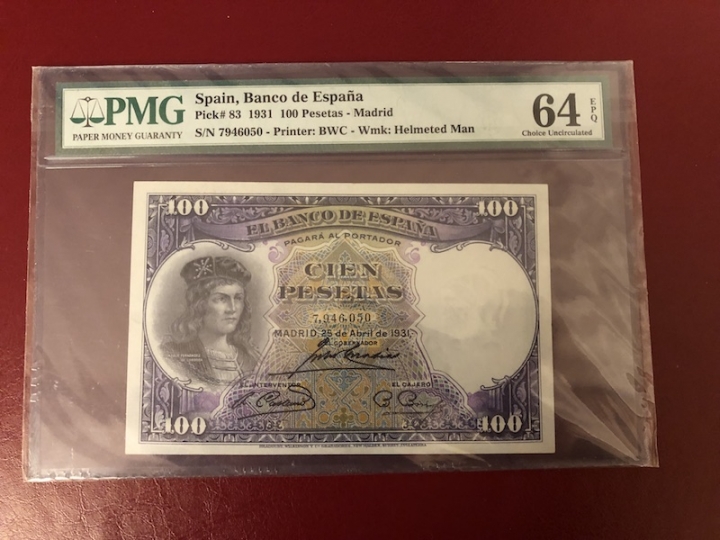 PMG
PAPER MONEY GUARANTY
Spain, Banco de España
Pick# 83 1931 100 Pesetas - Madrid
S/N 7946050 - Printer: BWC - Wmk: Helmeted Man
64 EPQ
Choice Uncirculated
100 100
EL BANCO DE ESPAÑA
PAGARÁ AL PORTADOR
CIEN
PESETAS
7,946,050
MADRID, 25 de Abril de 1931.
EL GOBERNADOR
EL INTERVENTOR EL CAJERO
100 100